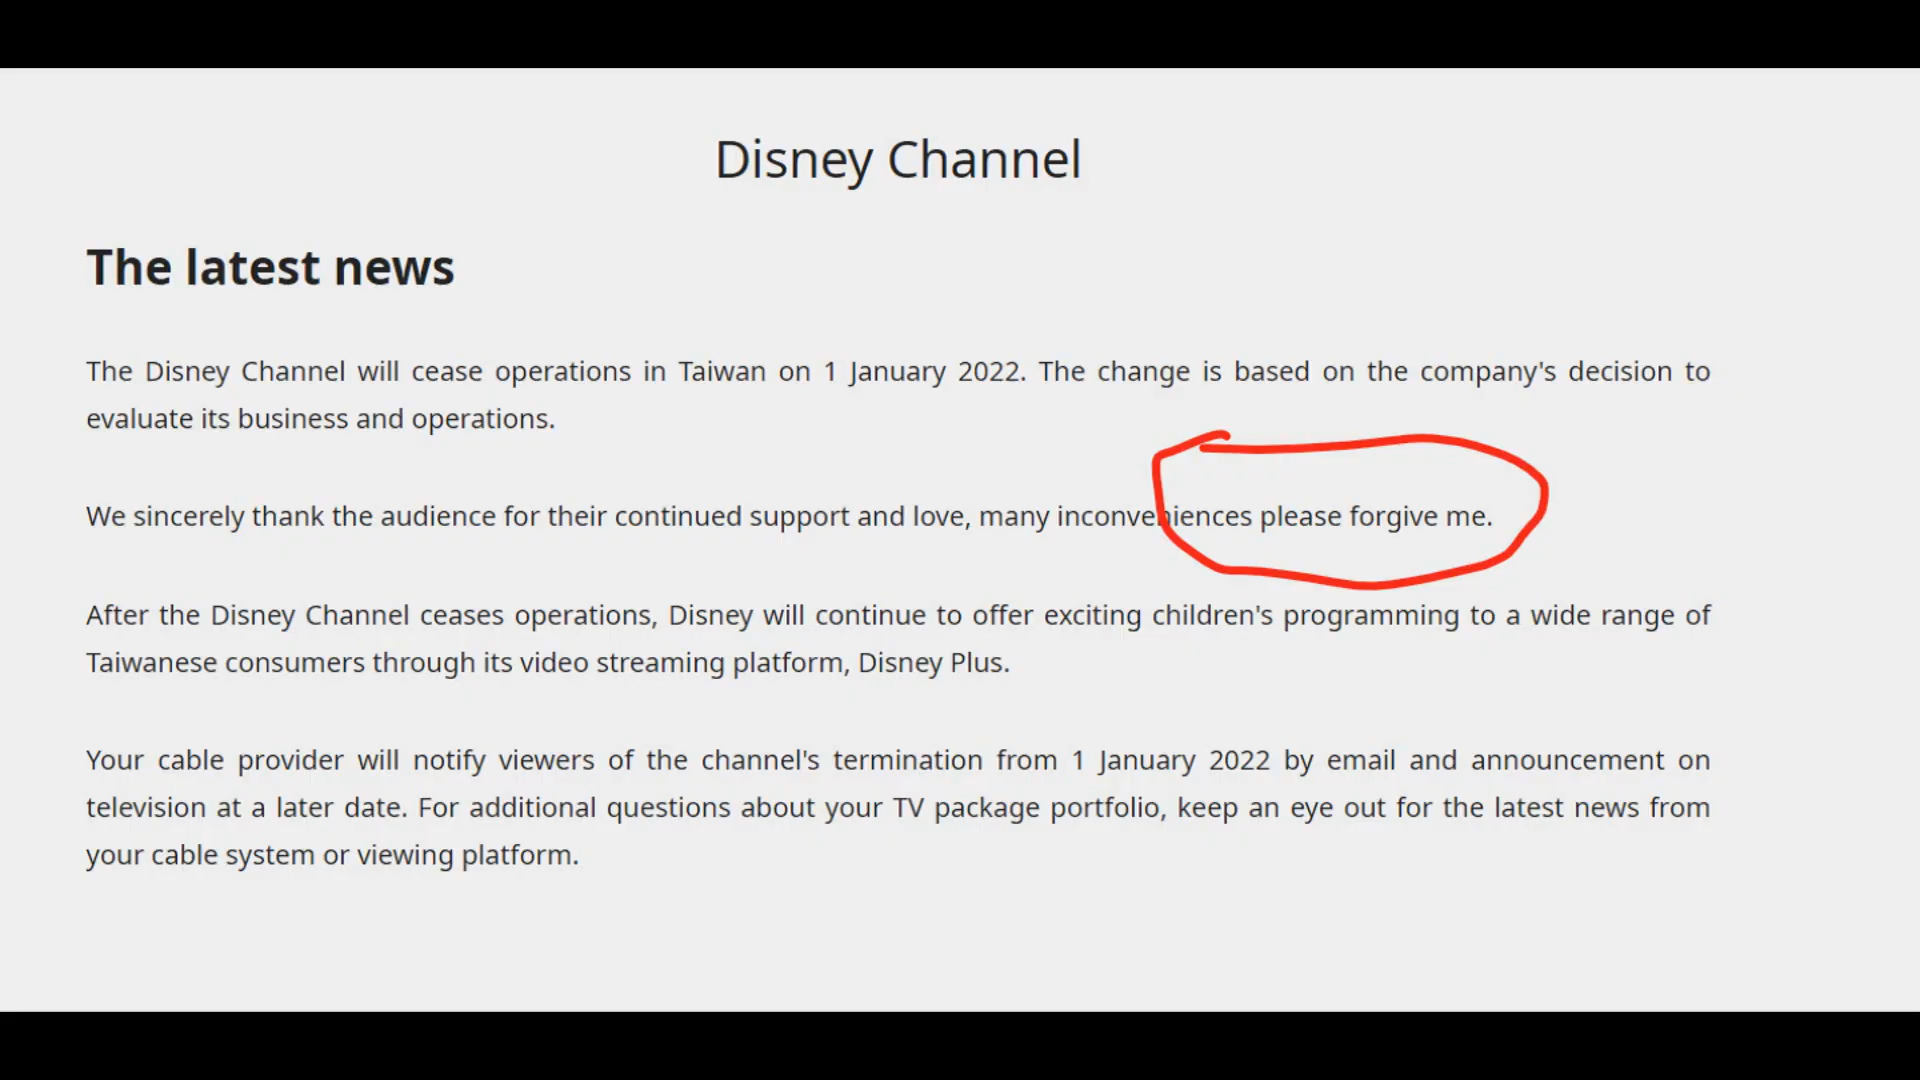 Disney Channel
The latest news
The Disney Channel will cease operations in Taiwan on 1 January 2022. The change is based on the company's decision to
evaluate its business and operations.
We sincerely thank the audience for their continued support and love, many inconveniences please forgive me.
After the Disney Channel ceases operations, Disney will continue to offer exciting children's programming to a wide range of
Taiwanese consumers through its video streaming platform, Disney Plus.
Your cable provider will notify viewers of the channel's termination from 1 January 2022 by email and announcement on
television at a later date. For additional questions about your TV package portfolio, keep an eye out for the latest news from
your cable system or viewing platform.